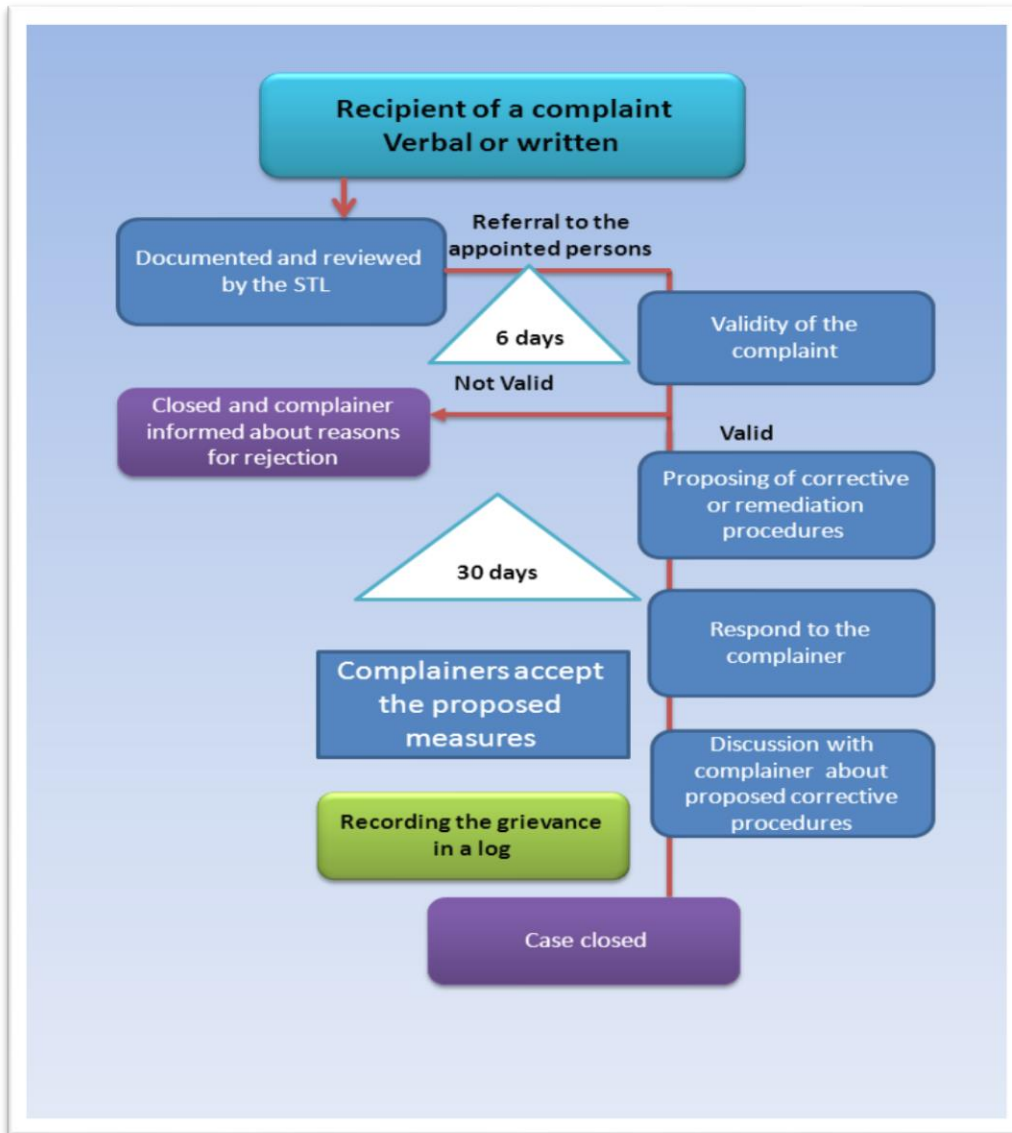 Recipient of a complaint
Verbal or written
Documented and reviewed
by the STL
Referral to the
appointed persons
6 days
Validity of the
complaint
Not Valid
Closed and complainer
informed about reasons
for rejection
Valid
Proposing of corrective
or remediation
procedures
30 days
Respond to the
complainer
Complainers accept
the proposed
measures
Discussion with
complainer about
proposed corrective
procedures
Recording the grievance
in a log
Case closed